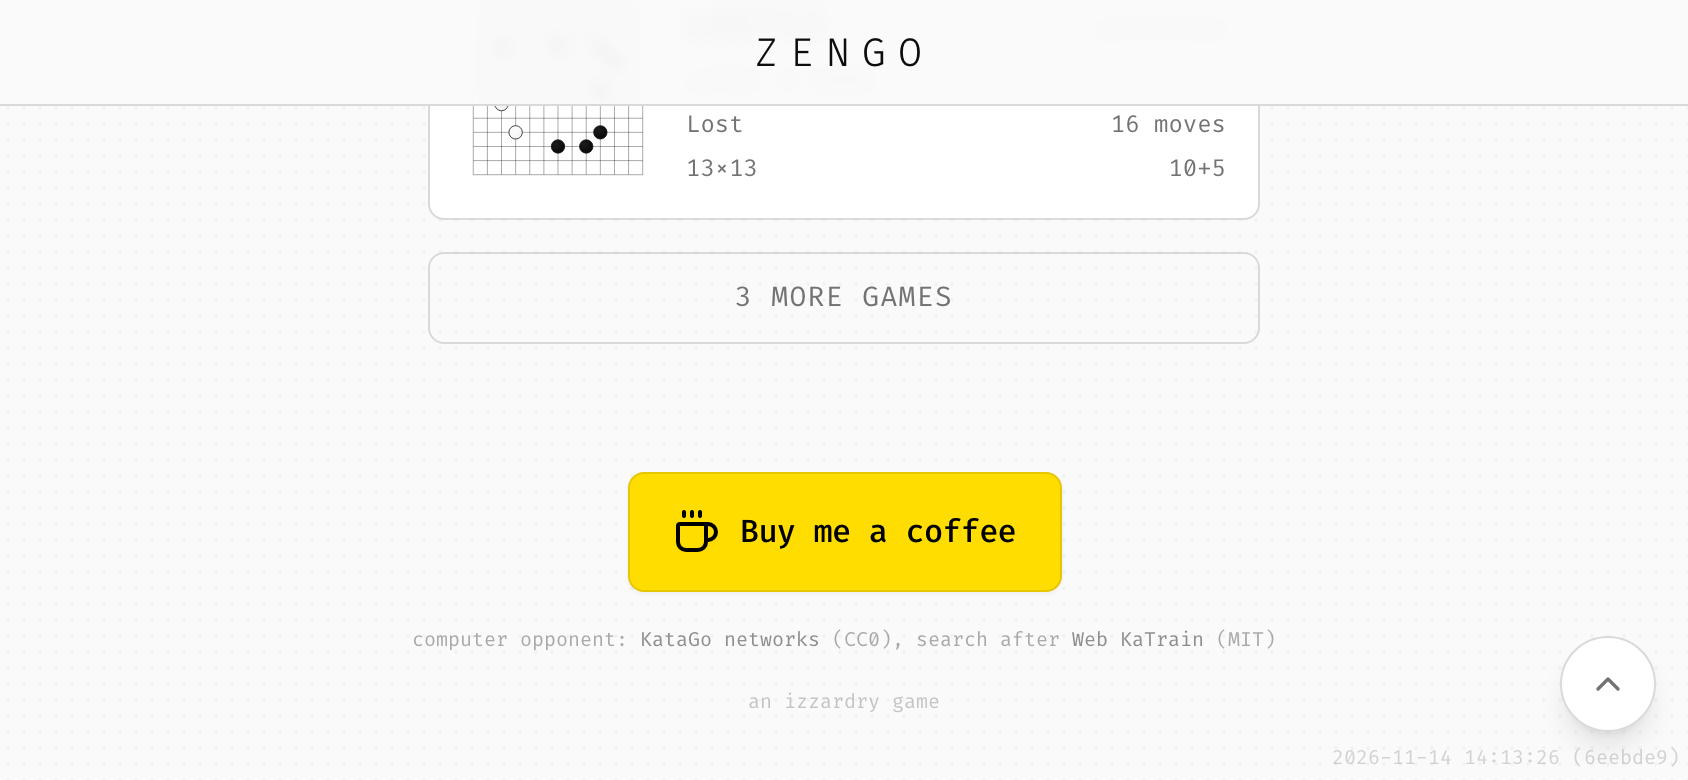 ZENGO
Lost 16 moves
13×13 10+5
3 MORE GAMES
Buy me a coffee
computer opponent: KataGo networks (CC0), search after Web KaTrain (MIT)
an izzardry game
2026-11-14 14:13:26 (6eebde9)